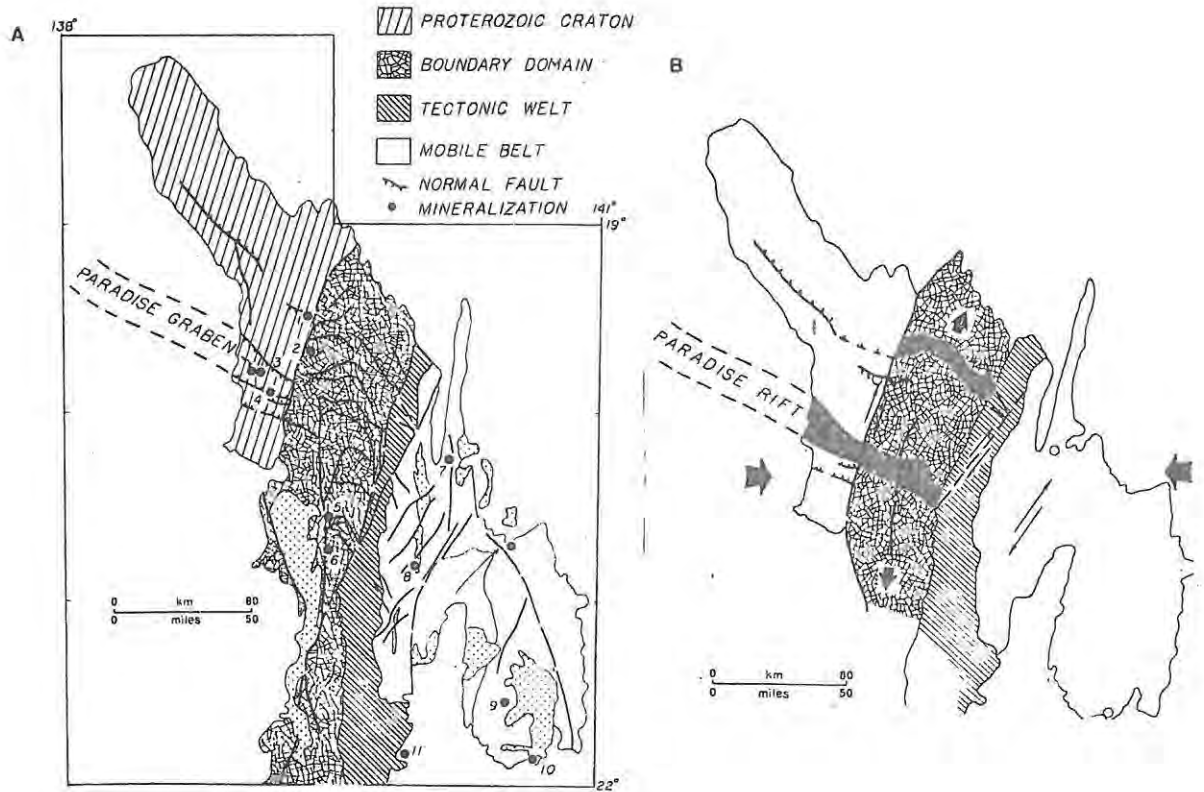 A
138°
PROTEROZOIC CRATON
BOUNDARY DOMAIN
TECTONIC WELT
MOBILE BELT
NORMAL FAULT
MINERALIZATION
141°
19°
PARADISE GRABEN
1
2
3
4
5
6
7
8
9
10
11
0 km 80
0 miles 50
22°
B
PARADISE RIFT
0 km 80
0 miles 50